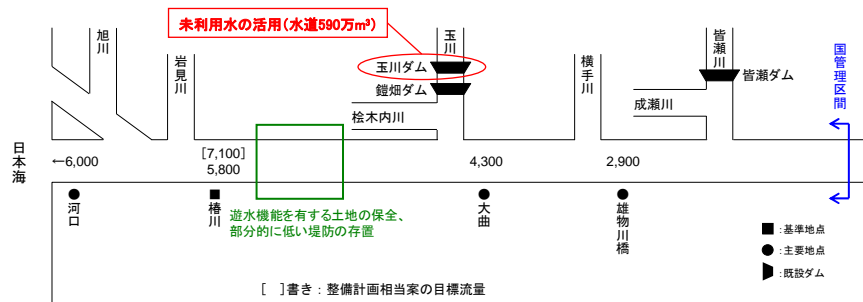 未利用水の活用(水道590万m³)
旭川
岩見川
玉川
玉川ダム
鎧畑ダム
桧木内川
横手川
皆瀬川
皆瀬ダム
成瀬川
国管理区間
日本海
←6,000
[7,100]
5,800
4,300
2,900
河口
椿川
遊水機能を有する土地の保全、
部分的に低い堤防の存置
大曲
雄物川橋
■:基準地点
●:主要地点
:既設ダム
[ ]書き:整備計画相当案の目標流量